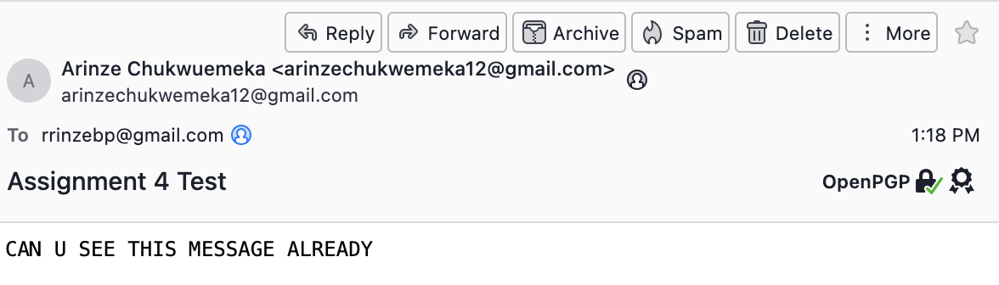 Reply Forward Archive Spam Delete More
A
Arinze Chukwuemeka <arinzechukwemeka12@gmail.com>
arinzechukwemeka12@gmail.com
To rrinzebp@gmail.com 1:18 PM
Assignment 4 Test OpenPGP
CAN U SEE THIS MESSAGE ALREADY